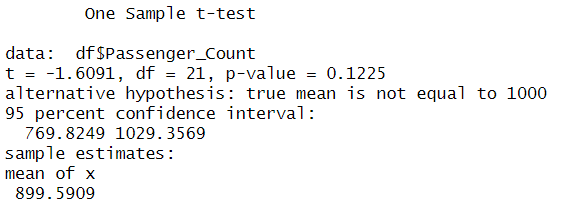 One Sample t-test
data: df$Passenger_Count
t = -1.6091, df = 21, p-value = 0.1225
alternative hypothesis: true mean is not equal to 1000
95 percent confidence interval:
769.8249 1029.3569
sample estimates:
mean of x
899.5909